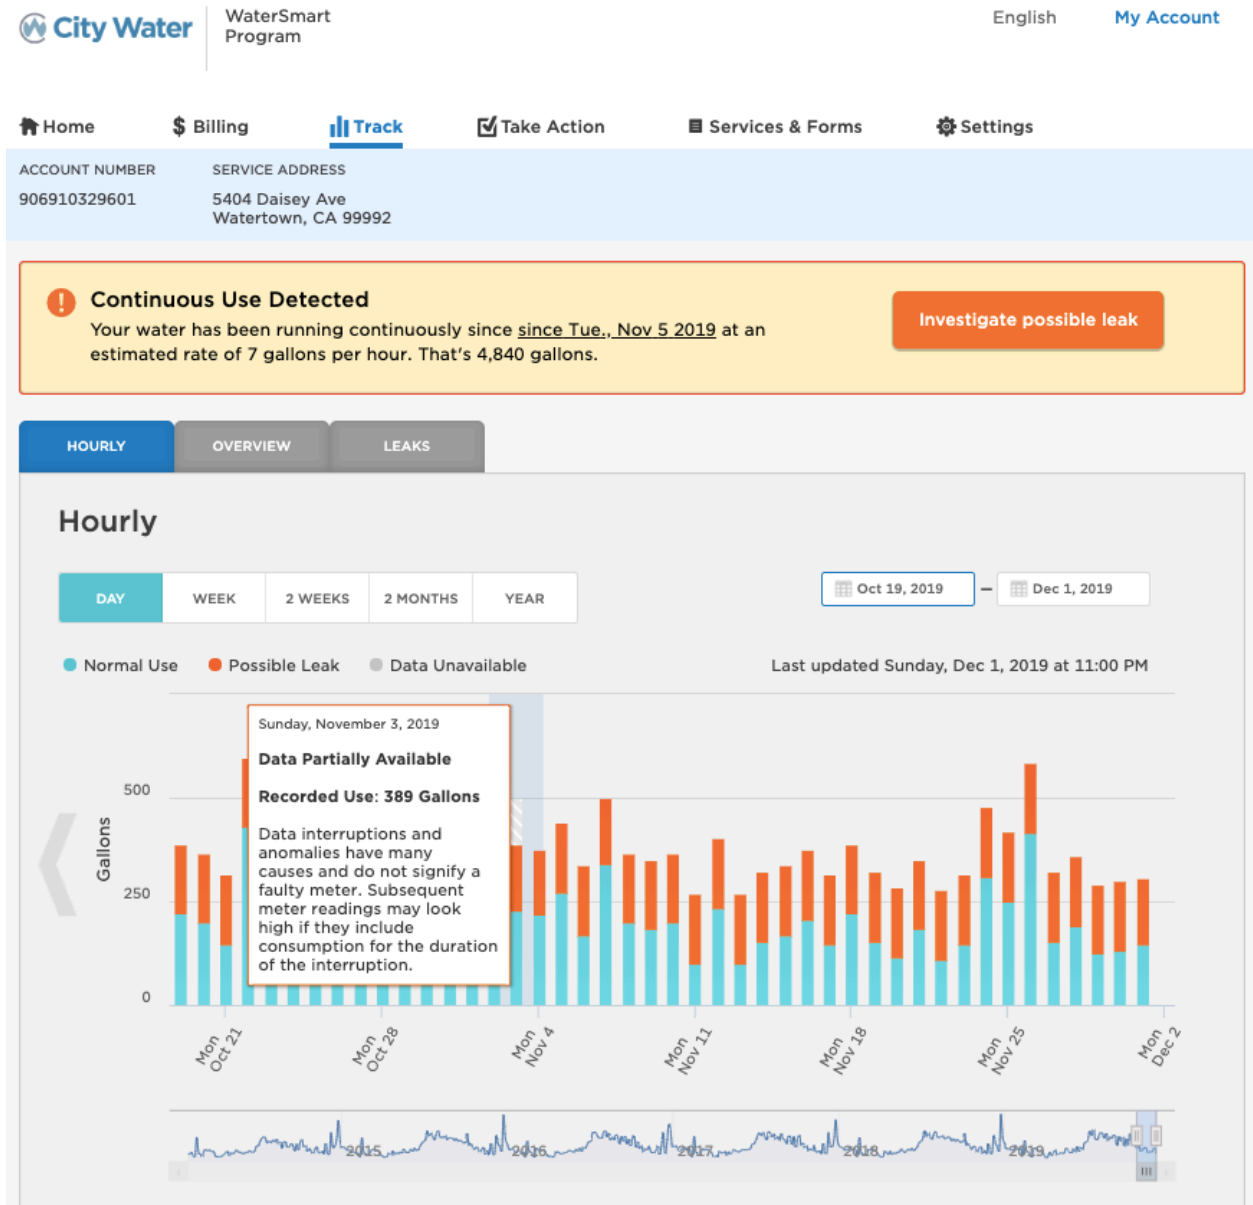 City Water
WaterSmart
Program
English
My Account
Home
$ Billing
Track
Take Action
Services & Forms
Settings
ACCOUNT NUMBER
SERVICE ADDRESS
906910329601
5404 Daisey Ave
Watertown, CA 99992
Continuous Use Detected
Your water has been running continuously since since Tue., Nov 5 2019 at an
estimated rate of 7 gallons per hour. That's 4,840 gallons.
Investigate possible leak
HOURLY
OVERVIEW
LEAKS
Hourly
DAY
WEEK
2 WEEKS
2 MONTHS
YEAR
Oct 19, 2019 – Dec 1, 2019
Normal Use
Possible Leak
Data Unavailable
Last updated Sunday, Dec 1, 2019 at 11:00 PM
Sunday, November 3, 2019
Data Partially Available
Recorded Use: 389 Gallons
Data interruptions and
anomalies have many
causes and do not signify a
faulty meter. Subsequent
meter readings may look
high if they include
consumption for the duration
of the interruption.
Gallons
500
250
0
Mon
Oct 21
Mon
Oct 28
Mon
Nov 4
Mon
Nov 11
Mon
Nov 18
Mon
Nov 25
Mon
Dec 2
2015
2016
2017
2018
2019